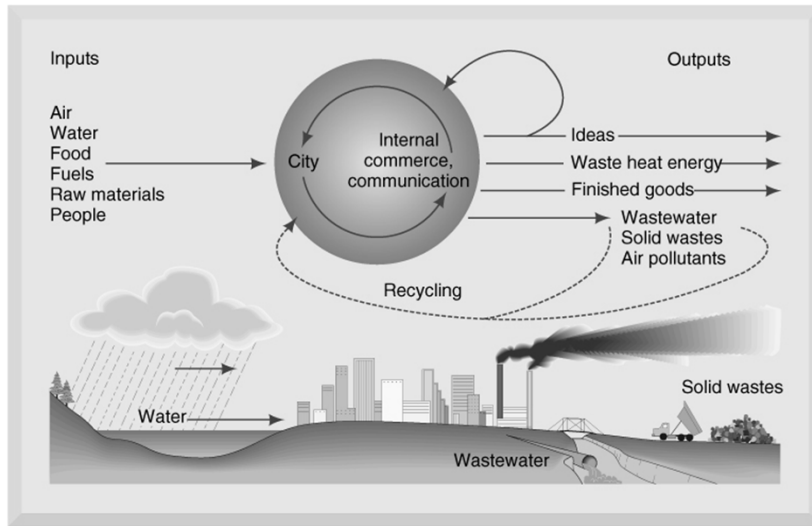 Inputs
Outputs
Air
Water
Food
Fuels
Raw materials
People
City
Internal
commerce,
communication
Ideas
Waste heat energy
Finished goods
Wastewater
Solid wastes
Air pollutants
Recycling
Water
Solid wastes
Wastewater